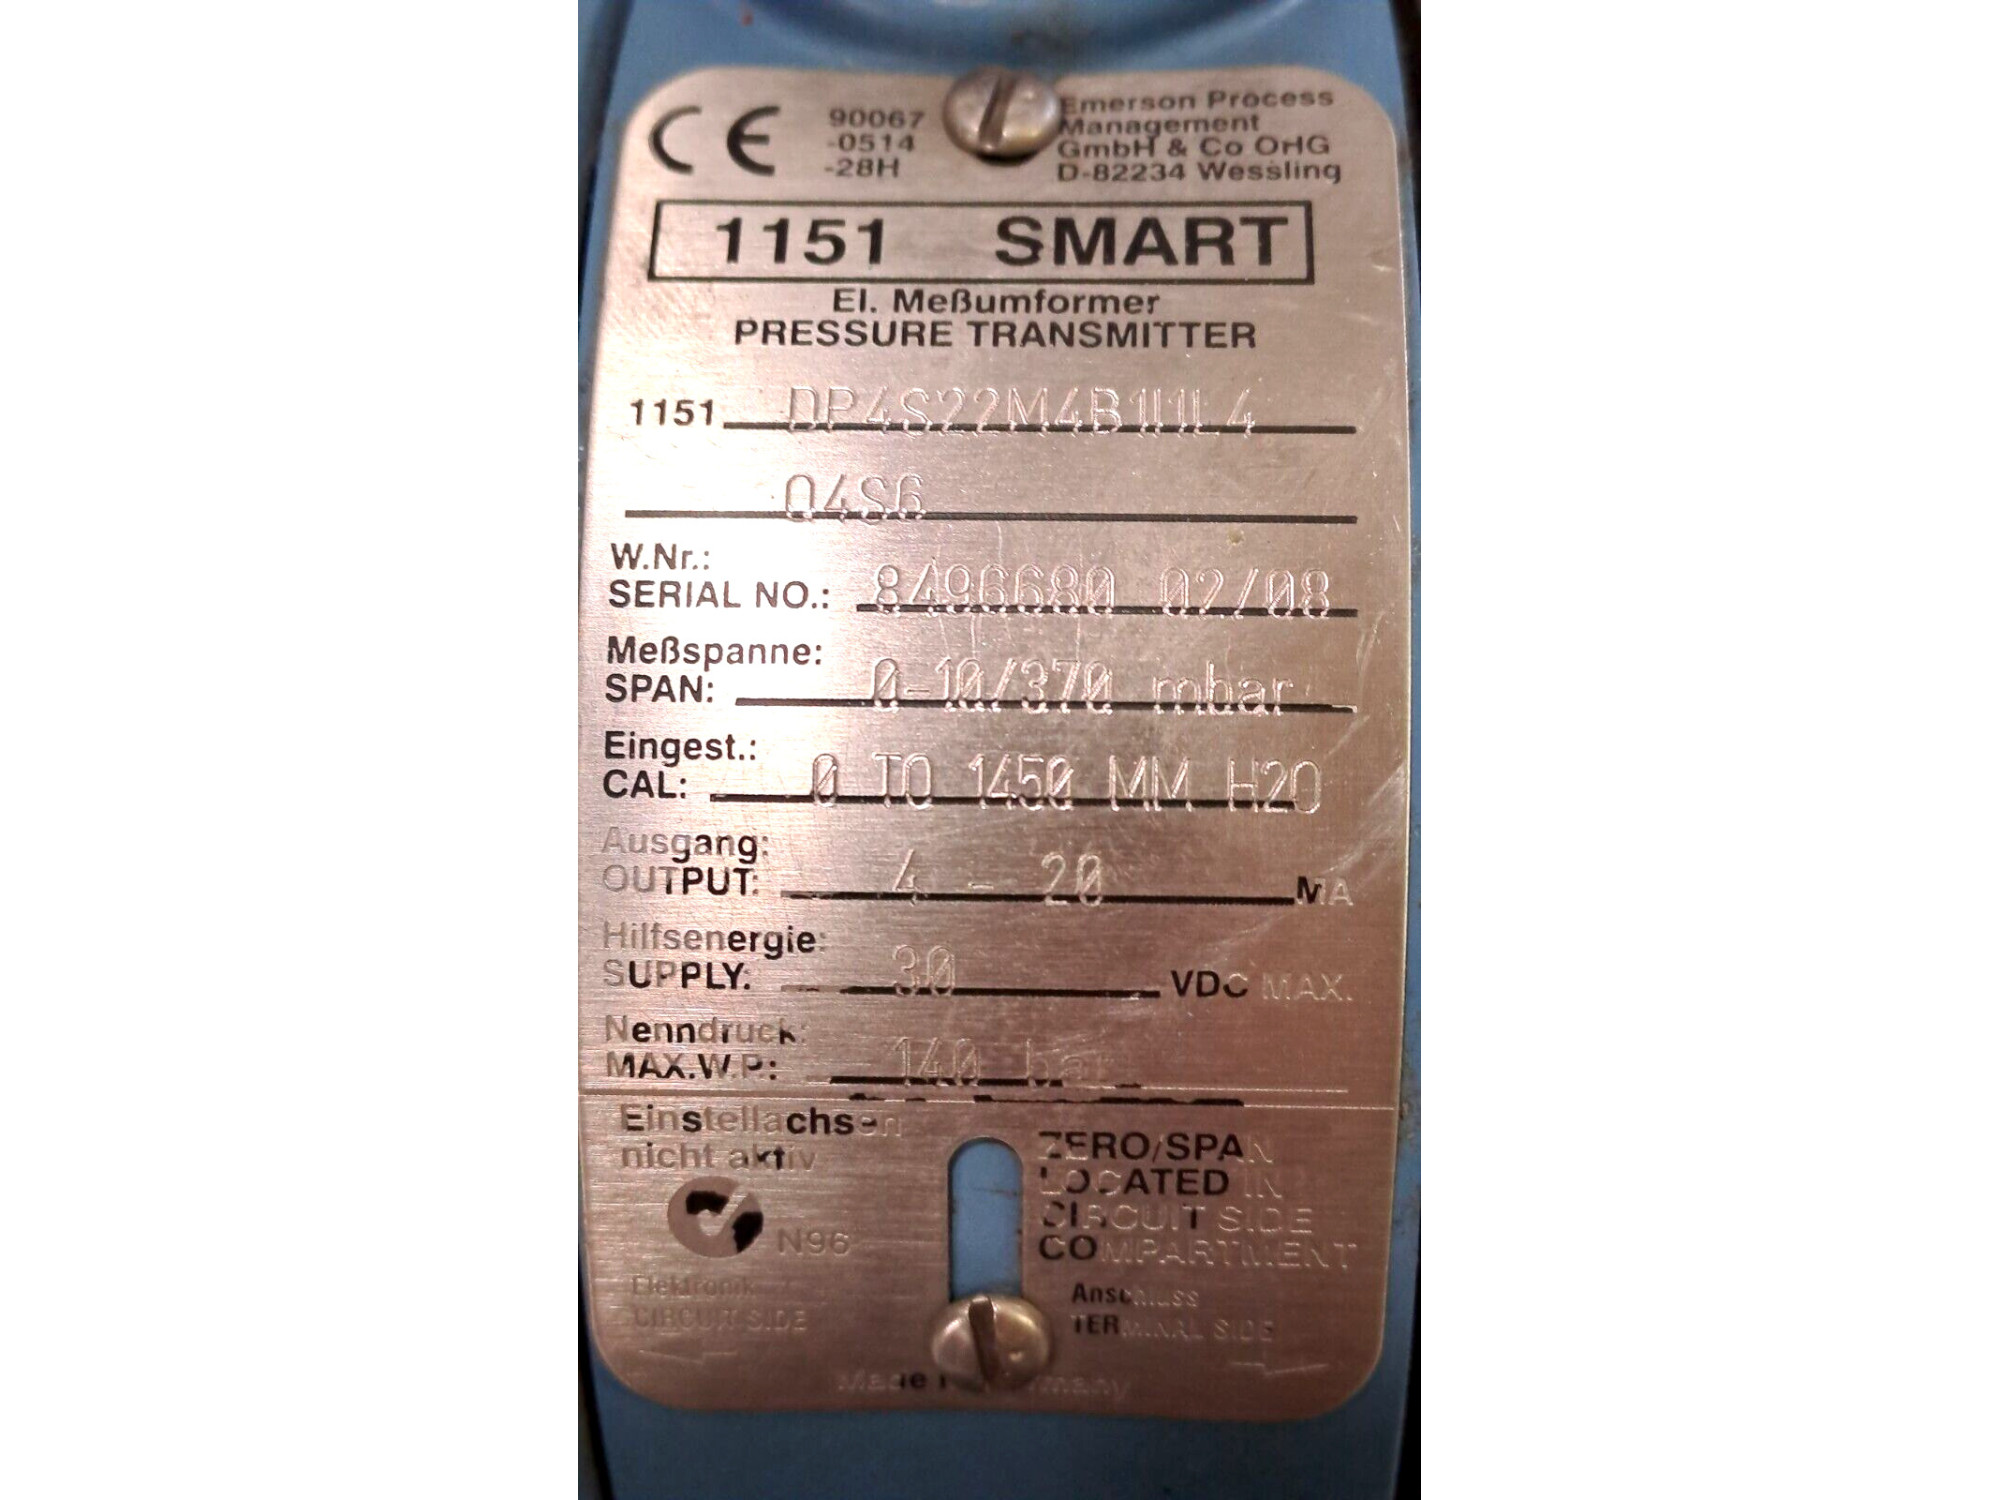 CE
90067
-0514
-28H
Emerson Process
Management
GmbH & Co OHG
D-82234 Wessling
1151 SMART
El. Meßumformer
PRESSURE TRANSMITTER
1151 DP4S22M4B1I1L4
Q4S6
W.Nr.:
SERIAL NO.: 8496680 02/08
Meßspanne:
SPAN: 0-10/370 mbar
Eingest.:
CAL: 0 TO 1450 MM H2O
Ausgang:
OUTPUT: 4 - 20 MA
Hilfsenergie:
SUPPLY: 30 VDC MAX.
Nenndruck:
MAX.W.P.: 140 bar
Einstellachsen
nicht aktiv
N96
Elektronik
CIRCUIT SIDE
ZERO/SPAN
LOCATED IN
CIRCUIT SIDE
COMPARTMENT
Anschluss
TERMINAL SIDE
Made in Germany